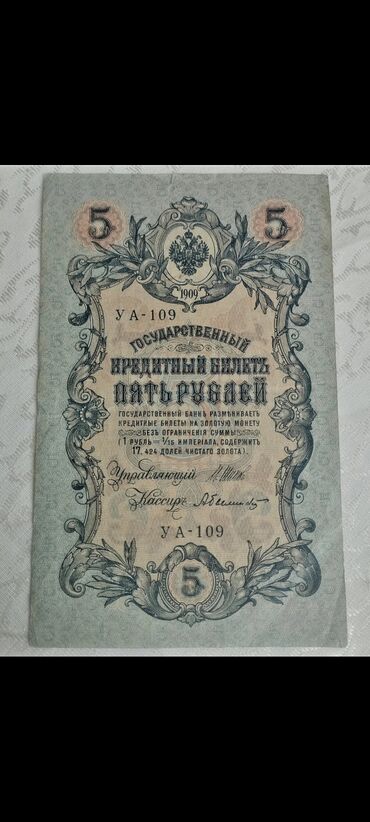 5 5
1909
УА-109
ГОСУДАРСТВЕННЫЙ
КРЕДИТНЫЙ БИЛЕТЪ
ПЯТЬ РУБЛЕЙ
ГОСУДАРСТВЕННЫЙ БАНКЪ РАЗМѢНИВАЕТЪ
КРЕДИТНЫЕ БИЛЕТЫ НА ЗОЛОТУЮ МОНЕТУ
БЕЗЪ ОГРАНИЧЕНІЯ СУММЫ
(1 РУБЛЬ = 1/15 ИМПЕРІАЛА, СОДЕРЖИТЪ
17,424 ДОЛЕЙ ЧИСТАГО ЗОЛОТА).
Управляющій
Кассиръ
УА-109
5